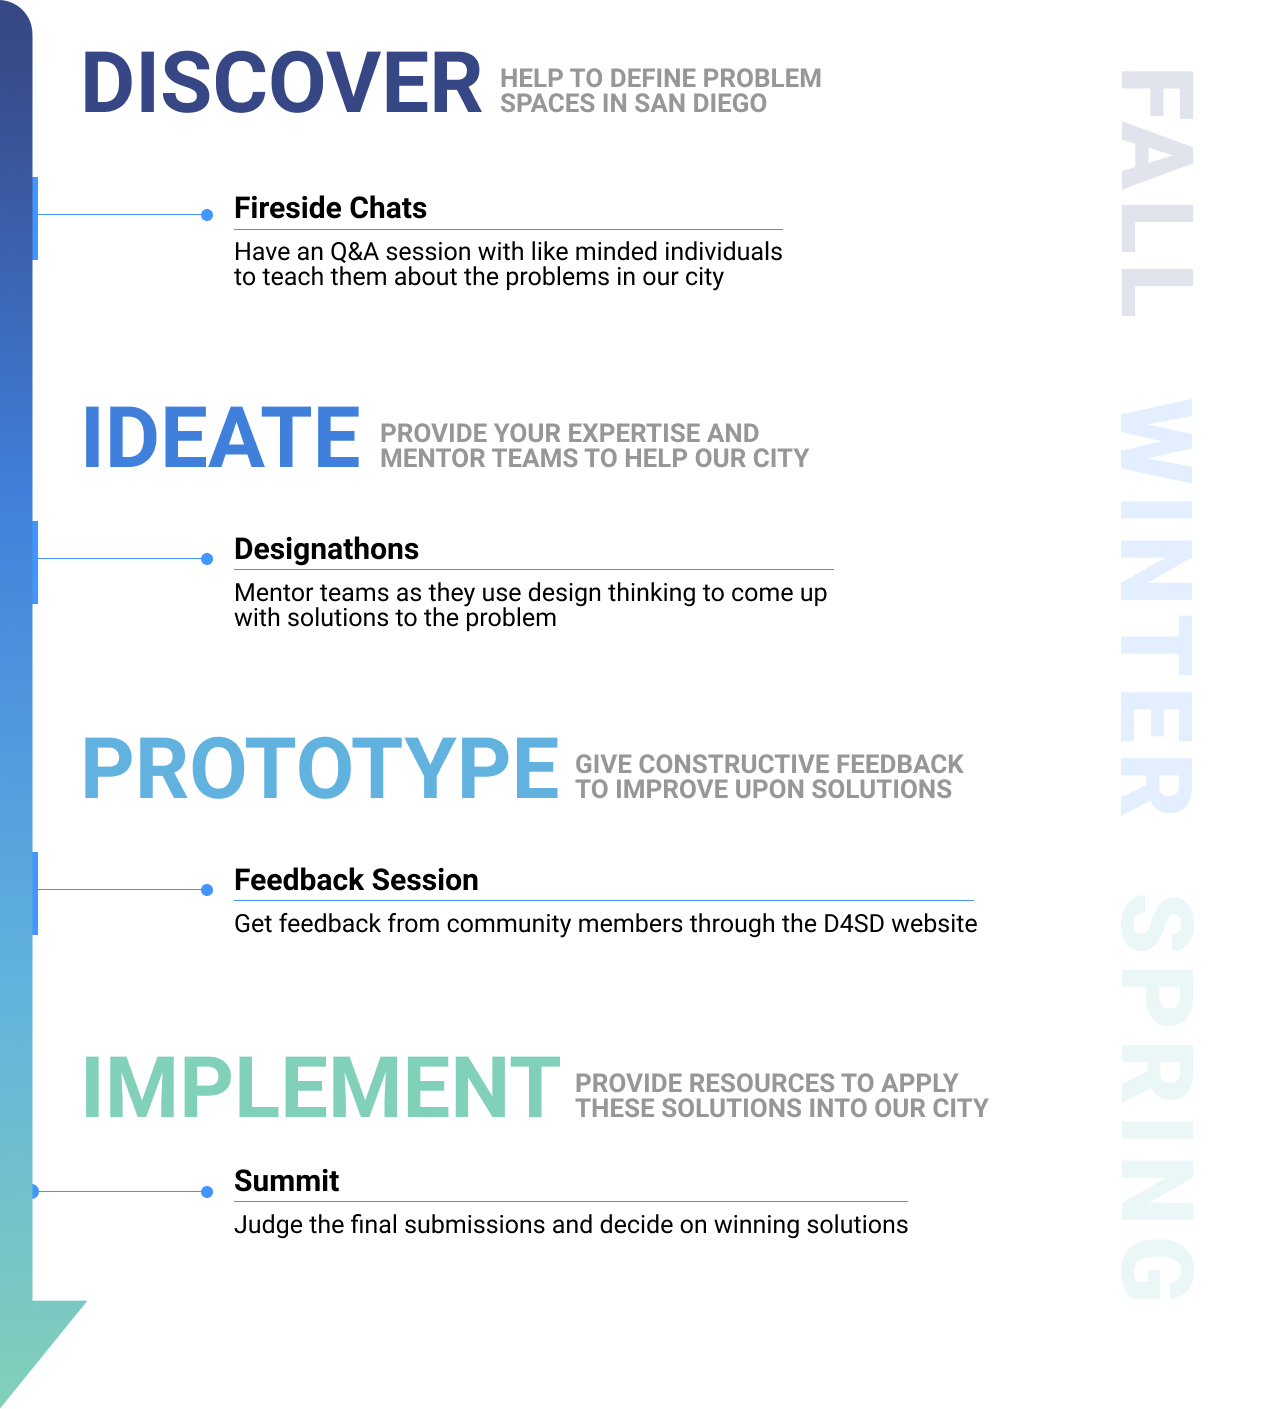 DISCOVER
HELP TO DEFINE PROBLEM
SPACES IN SAN DIEGO
Fireside Chats
Have an Q&A session with like minded individuals
to teach them about the problems in our city
IDEATE
PROVIDE YOUR EXPERTISE AND
MENTOR TEAMS TO HELP OUR CITY
Designathons
Mentor teams as they use design thinking to come up
with solutions to the problem
PROTOTYPE
GIVE CONSTRUCTIVE FEEDBACK
TO IMPROVE UPON SOLUTIONS
Feedback Session
Get feedback from community members through the D4SD website
IMPLEMENT
PROVIDE RESOURCES TO APPLY
THESE SOLUTIONS INTO OUR CITY
Summit
Judge the final submissions and decide on winning solutions
FALL
WINTER
SPRING